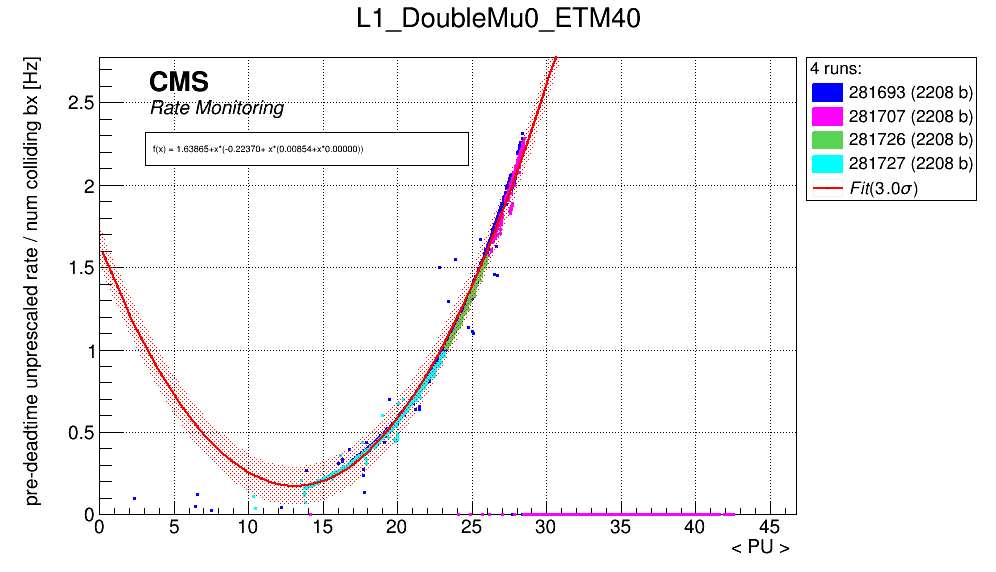 L1_DoubleMu0_ETM40
pre-deadtime unprescaled rate / num colliding bx [Hz]
CMS
Rate Monitoring
f(x) = 1.63865+x*(-0.22370+ x*(0.00854+x*0.00000))
4 runs:
281693 (2208 b)
281707 (2208 b)
281726 (2208 b)
281727 (2208 b)
Fit(3.0σ)
2.5
2
1.5
1
0.5
0
0 5 10 15 20 25 30 35 40 45
< PU >